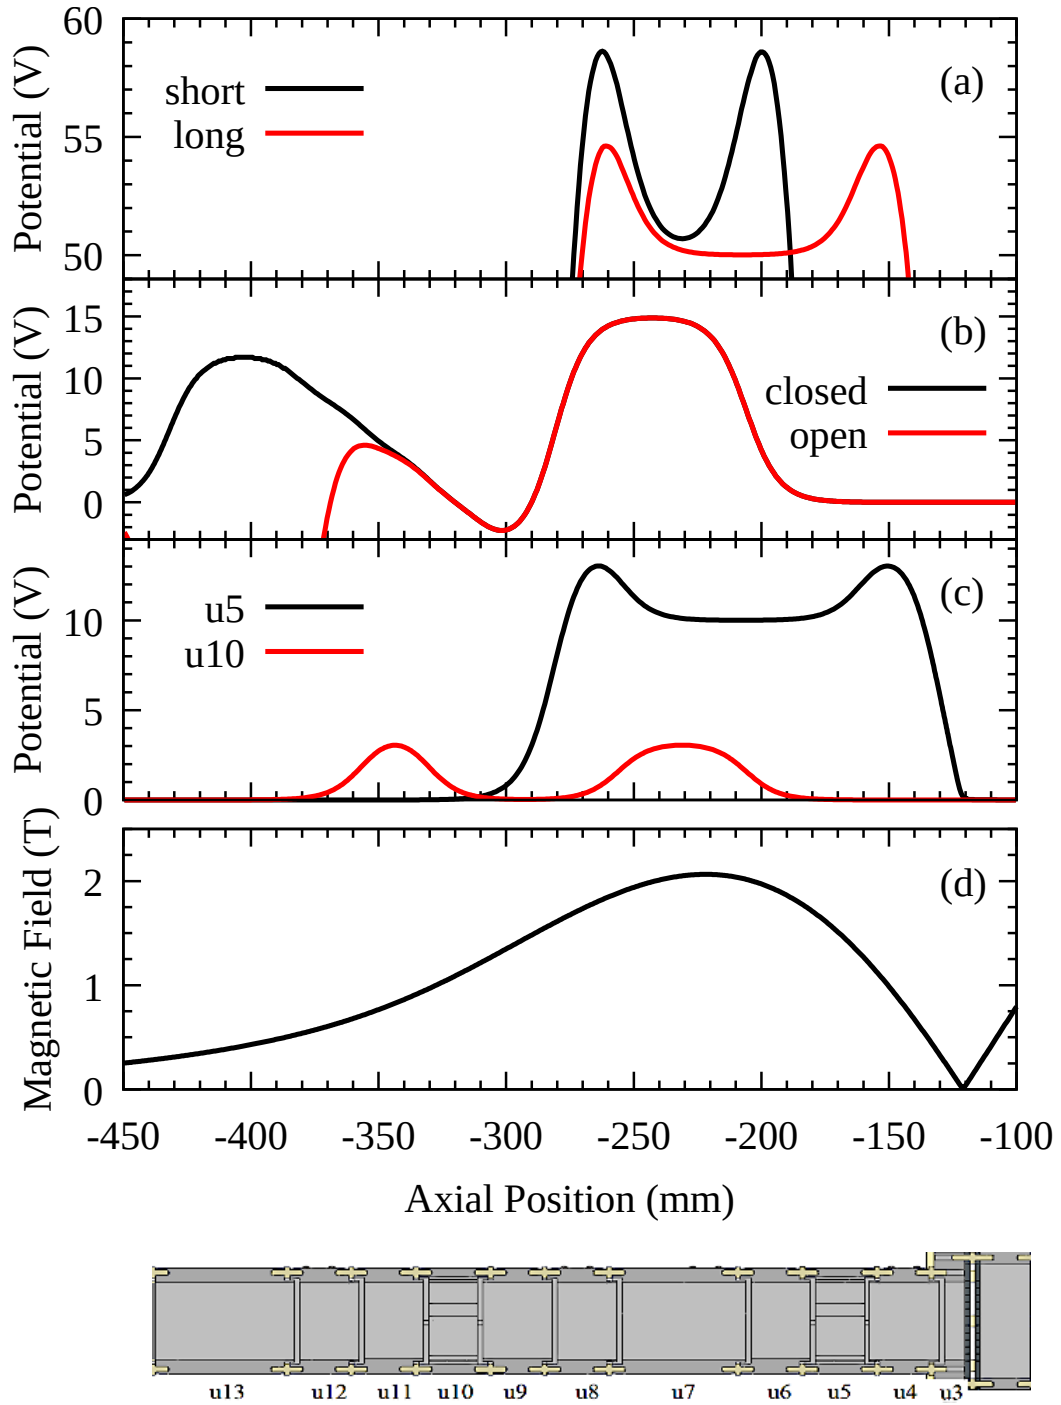 60
55
50
Potential (V)
short
long
(a)
15
10
5
0
Potential (V)
(b)
closed
open
10
5
0
Potential (V)
u5
u10
(c)
2
1
0
Magnetic Field (T)
(d)
-450 -400 -350 -300 -250 -200 -150 -100
Axial Position (mm)
u13 u12 u11 u10 u9 u8 u7 u6 u5 u4 u3